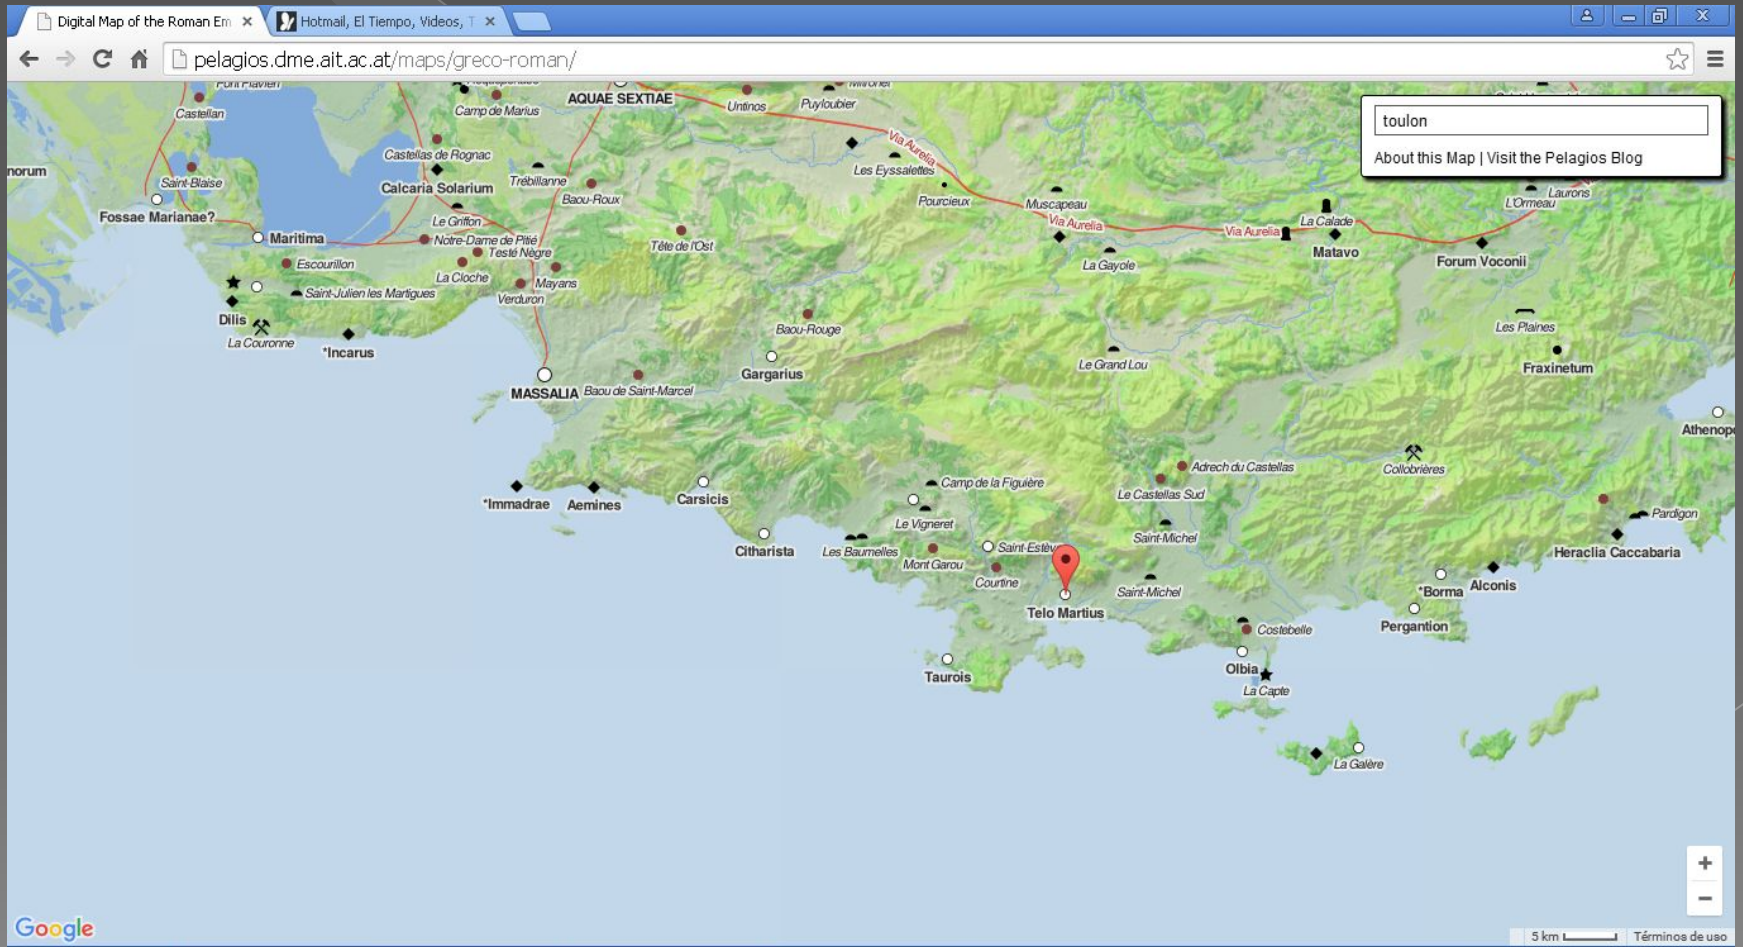 Digital Map of the Roman Em
Hotmail, El Tiempo, Videos, T
pelagios.dme.ait.ac.at/maps/greco-roman/
toulon
About this Map | Visit the Pelagios Blog
Pont Flavien
Castellan
Camp de Marius
AQUAE SEXTIAE
Untinos
Puyloubier
norum
Saint-Blaise
Castellas de Rognac
Calcaria Solarium
Trébillanne
Baou-Roux
Via Aurelia
Les Eyssalettes
Pourcieux
Muscapeau
Via Aurelia
Via Aurelia
La Calade
Matavo
L'Ormeau
Laurons
Forum Voconii
Fossae Marianae?
Maritima
Le Griffon
Notre-Dame de Pitié
Testé Nègre
Tête de l'Ost
La Gayole
Escourillon
La Cloche
Mayans
Saint-Julien les Martigues
Verduron
Dilis
La Couronne
*Incarus
Baou-Rouge
Les Plaines
Gargarius
Le Grand Lou
Fraxinetum
MASSALIA
Baou de Saint-Marcel
Athenop
Adrech du Castellas
Collobrières
Camp de la Figuière
Le Castellas Sud
*Immadrae
Aemines
Carsicis
Le Vigneret
Pardigon
Citharista
Les Baumelles
Saint-Estèv
Saint-Michel
Heraclia Caccabaria
Mont Garou
Courtine
Saint-Michel
*Borma
Alconis
Telo Martius
Pergantion
Costebelle
Taurois
Olbia
La Capte
La Galère
Google
5 km
Términos de uso